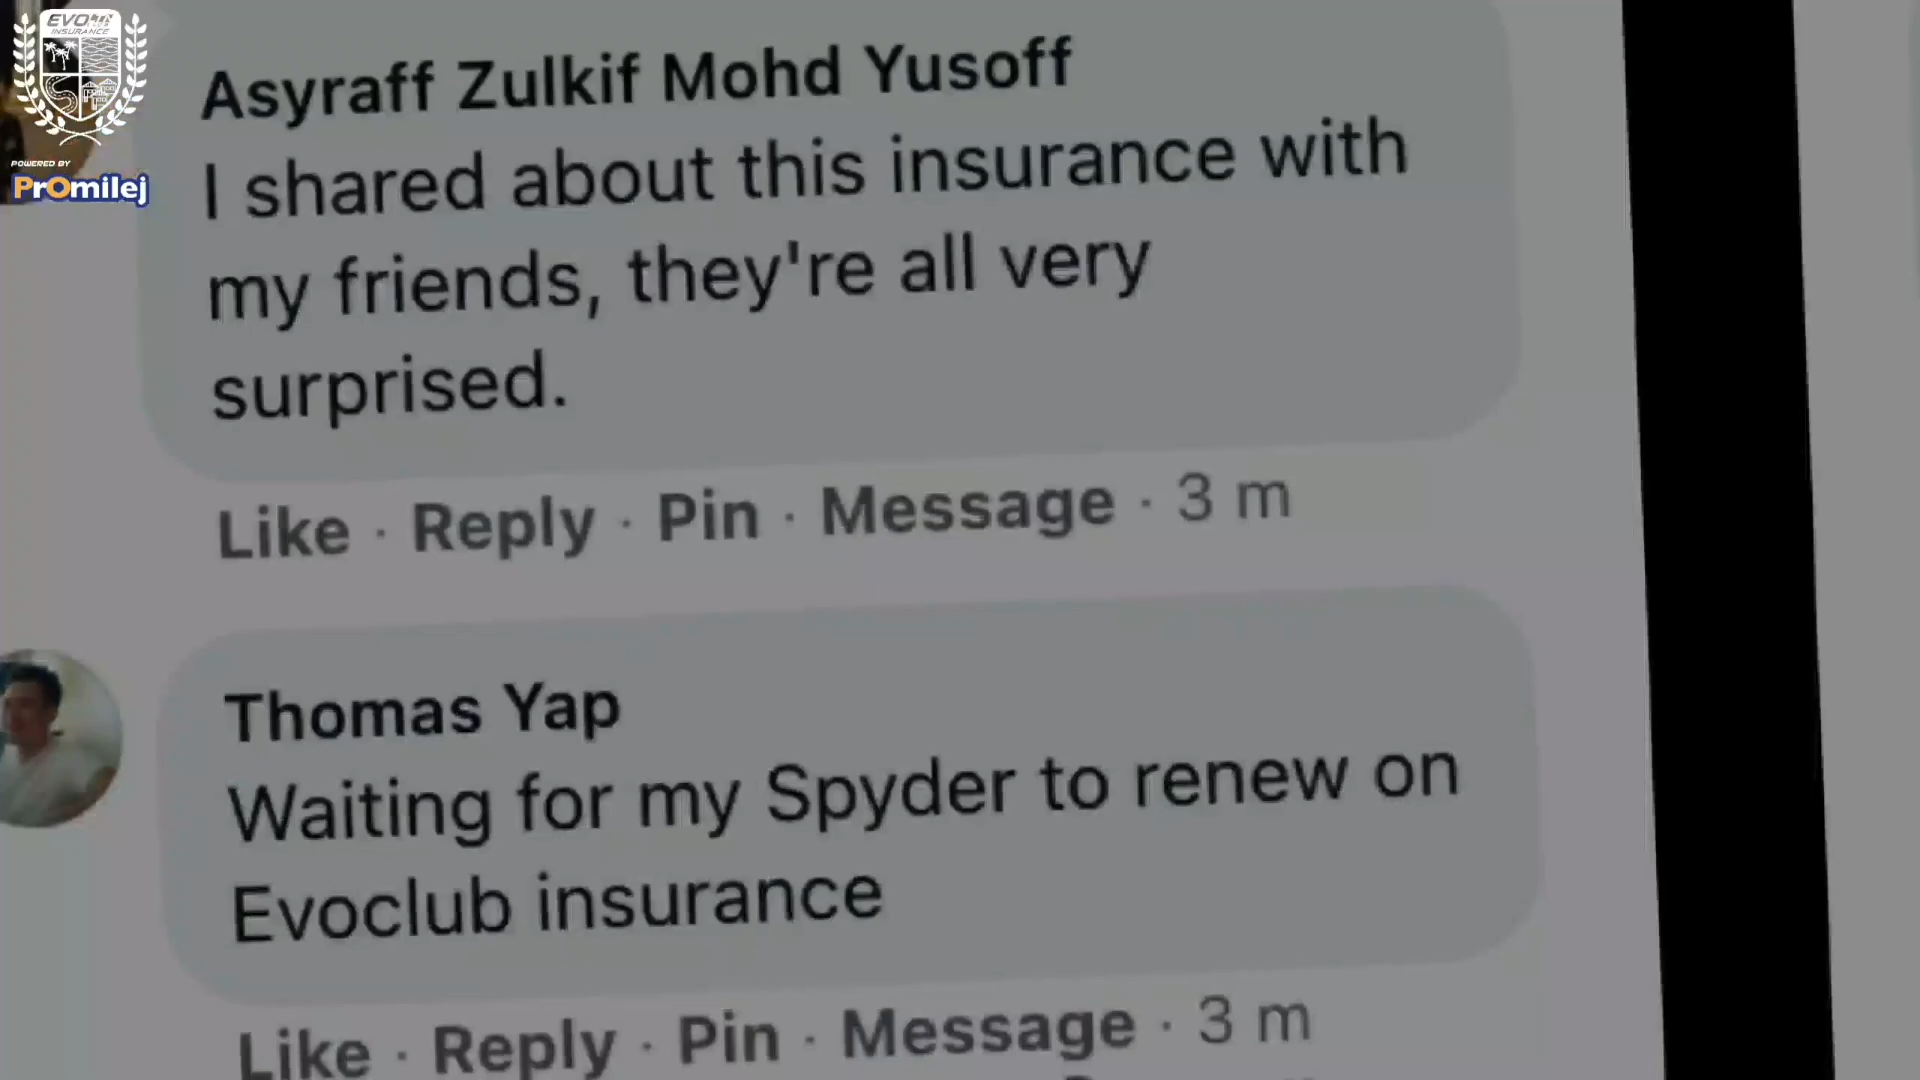 EVO
INSURANCE
POWERED BY
PrOmilej
Asyraff Zulkif Mohd Yusoff
I shared about this insurance with
my friends, they're all very
surprised.
Like · Reply · Pin · Message · 3 m
Thomas Yap
Waiting for my Spyder to renew on
Evoclub insurance
Like · Reply · Pin · Message · 3 m